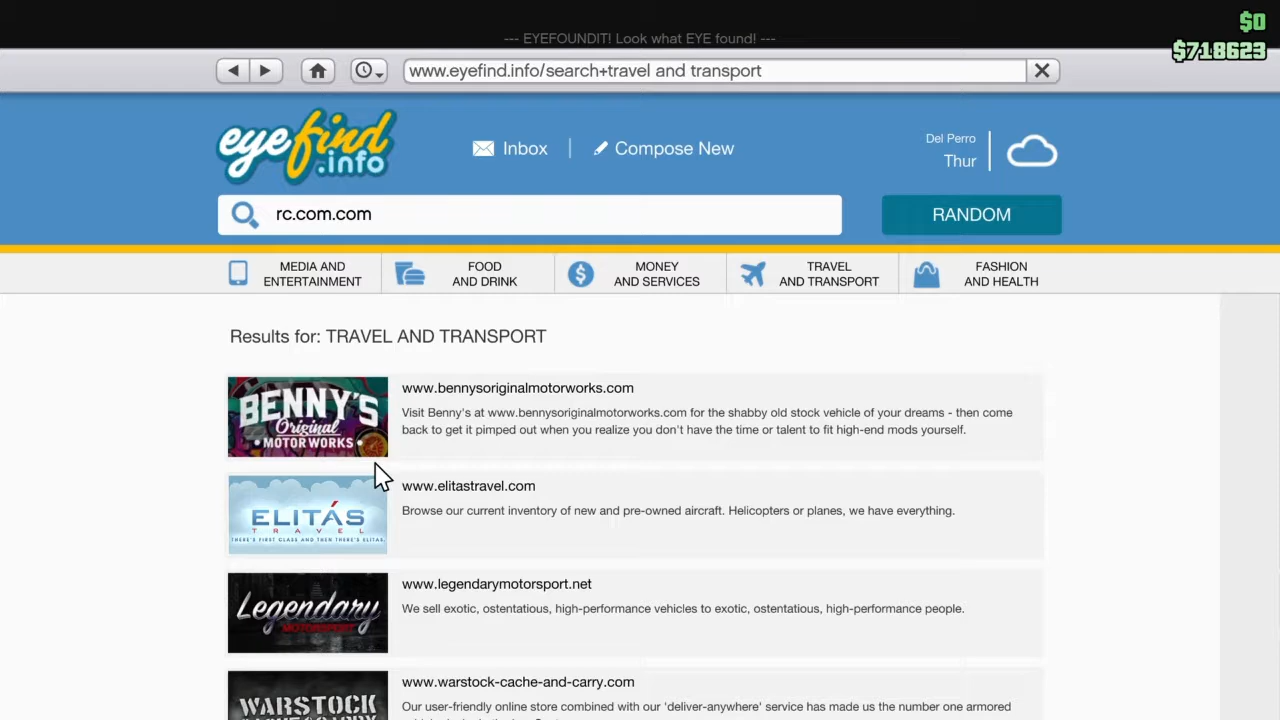 $0
--- EYEFOUNDIT! Look what EYE found! ---
$718623
www.eyefind.info/search+travel and transport
eyefind
.info
Inbox
Compose New
Del Perro
Thur
rc.com.com
RANDOM
MEDIA AND
ENTERTAINMENT
FOOD
AND DRINK
MONEY
AND SERVICES
TRAVEL
AND TRANSPORT
FASHION
AND HEALTH
Results for: TRAVEL AND TRANSPORT
BENNY'S
Original
MOTOR WORKS
www.bennysoriginalmotorworks.com
Visit Benny's at www.bennysoriginalmotorworks.com for the shabby old stock vehicle of your dreams - then come
back to get it pimped out when you realize you don't have the time or talent to fit high-end mods yourself.
ELITÁS
TRAVEL
THERE'S FIRST CLASS AND THEN THERE'S ELITAS.
www.elitastravel.com
Browse our current inventory of new and pre-owned aircraft. Helicopters or planes, we have everything.
Legendary
MOTORSPORT
www.legendarymotorsport.net
We sell exotic, ostentatious, high-performance vehicles to exotic, ostentatious, high-performance people.
WARSTOCK
www.warstock-cache-and-carry.com
Our user-friendly online store combined with our 'deliver-anywhere' service has made us the number one armored